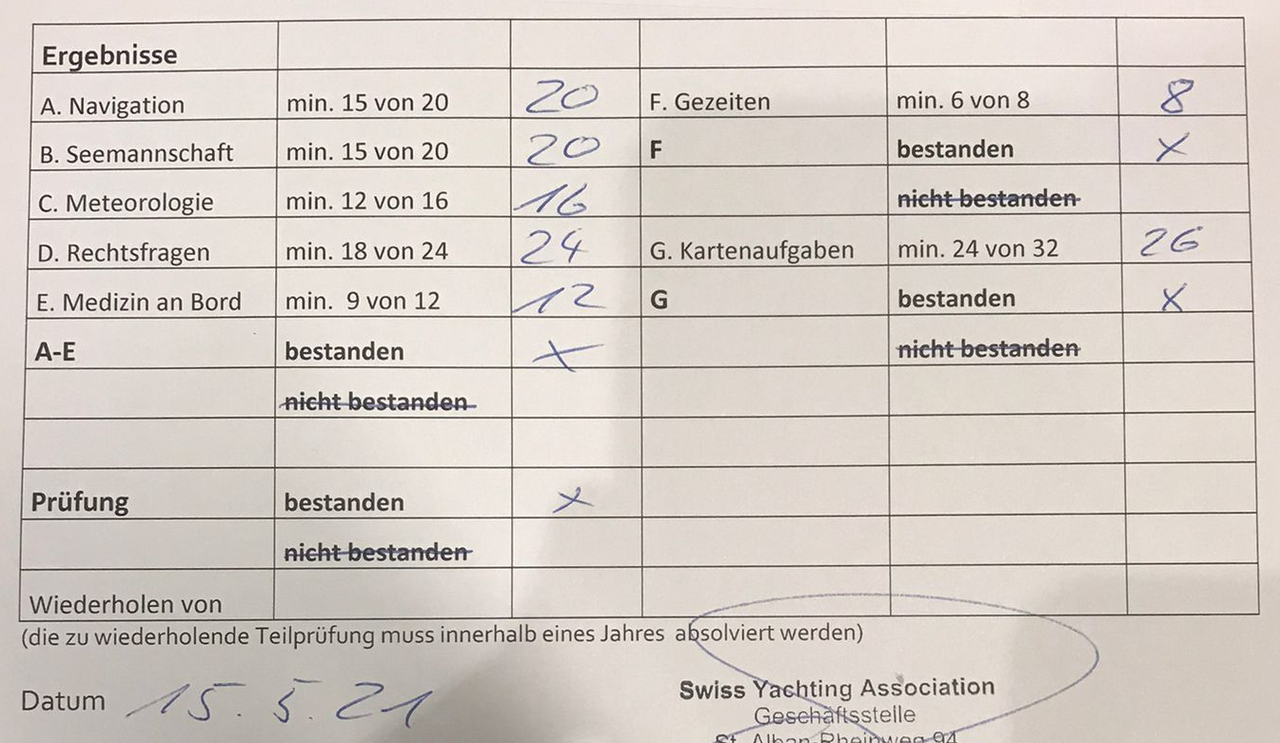 Ergebnisse
A. Navigation min. 15 von 20 20 F. Gezeiten min. 6 von 8 8
B. Seemannschaft min. 15 von 20 20 F bestanden x
C. Meteorologie min. 12 von 16 16 nicht bestanden
D. Rechtsfragen min. 18 von 24 24 G. Kartenaufgaben min. 24 von 32 26
E. Medizin an Bord min. 9 von 12 12 G bestanden x
A-E bestanden x nicht bestanden
nicht bestanden
Prüfung bestanden x
nicht bestanden
Wiederholen von
(die zu wiederholende Teilprüfung muss innerhalb eines Jahres absolviert werden)
Datum 15.5.21
Swiss Yachting Association
Geschäftsstelle
St. Alban-Rheinweg 94